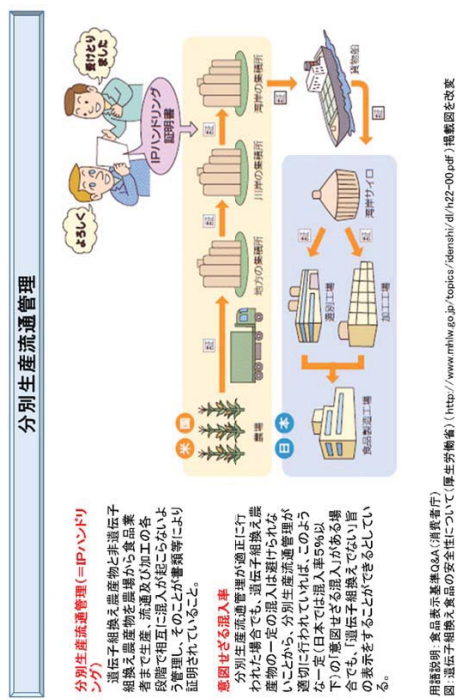 分別生産流通管理
分別生産流通管理(=IPハンドリ
ング)
遺伝子組換え農産物と非遺伝子
組換え農産物を農場から食品業
者まで生産、流通及び加工の各
段階で相互に混入が起こらないよ
う管理し、そのことが書類等により
証明されていること。
意図せざる混入率
分別生産流通管理が適正に行
われた場合でも、遺伝子組換え農
産物の一定の混入は避けられな
いことから、分別生産流通管理が
適切に行われていれば、このよう
な一定（日本では混入率5%以
下）の「意図せざる混入」がある場
合でも、「遺伝子組換えでない」旨
の表示をすることができるとしてい
る。
よろしく
受けとり
ました
IPハンドリング
証明書
米国
農場
地方の集積所
川岸の集積所
湾岸の集積所
証
証
証
証
貨物船
証
日本
湾岸サイロ
証
証
選別工場
加工工場
食品製造工場
用語説明：食品表示基準Q&A(消費者庁)
図：遺伝子組換え食品の安全性について(厚生労働省)(http://www.mhlw.go.jp/topics/idenshi/dl/h22-00.pdf)掲載図を改変